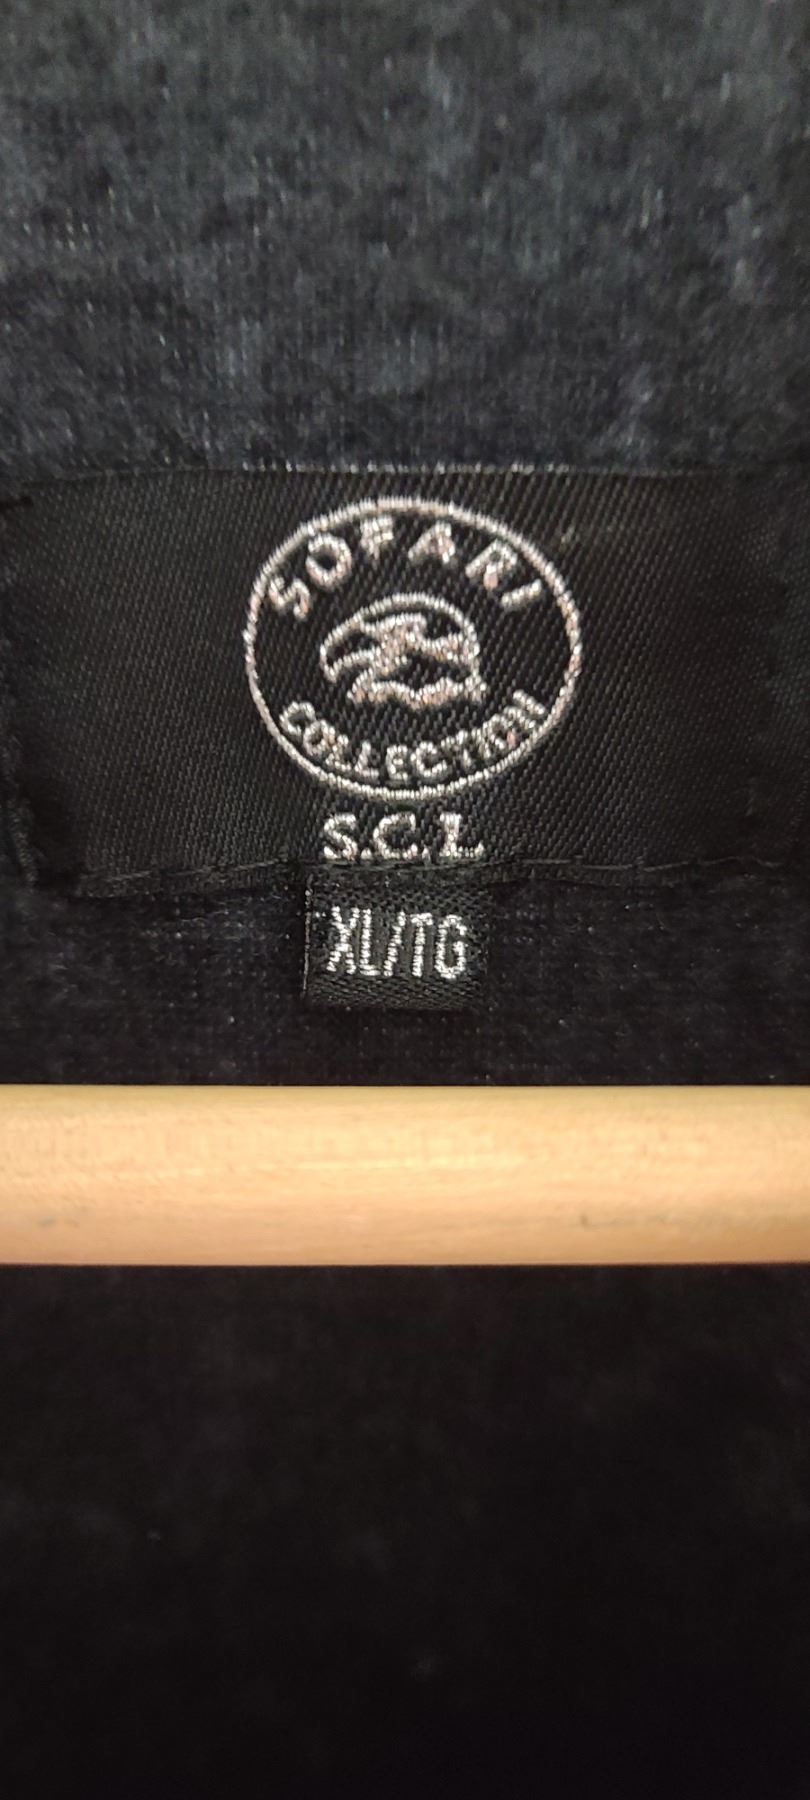 SOFARI
COLLECTION
S.C.L
XL/TG